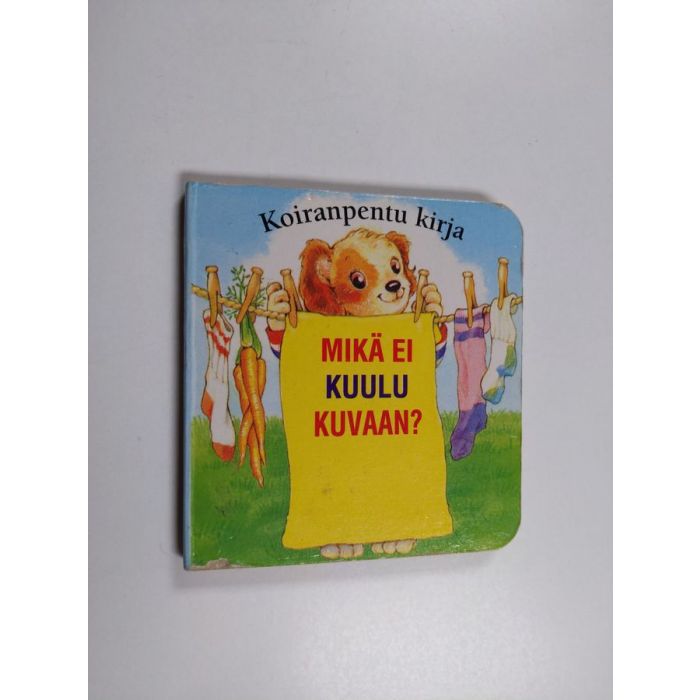 Koiranpentu kirja
MIKÄ EI
KUULU
KUVAAN?